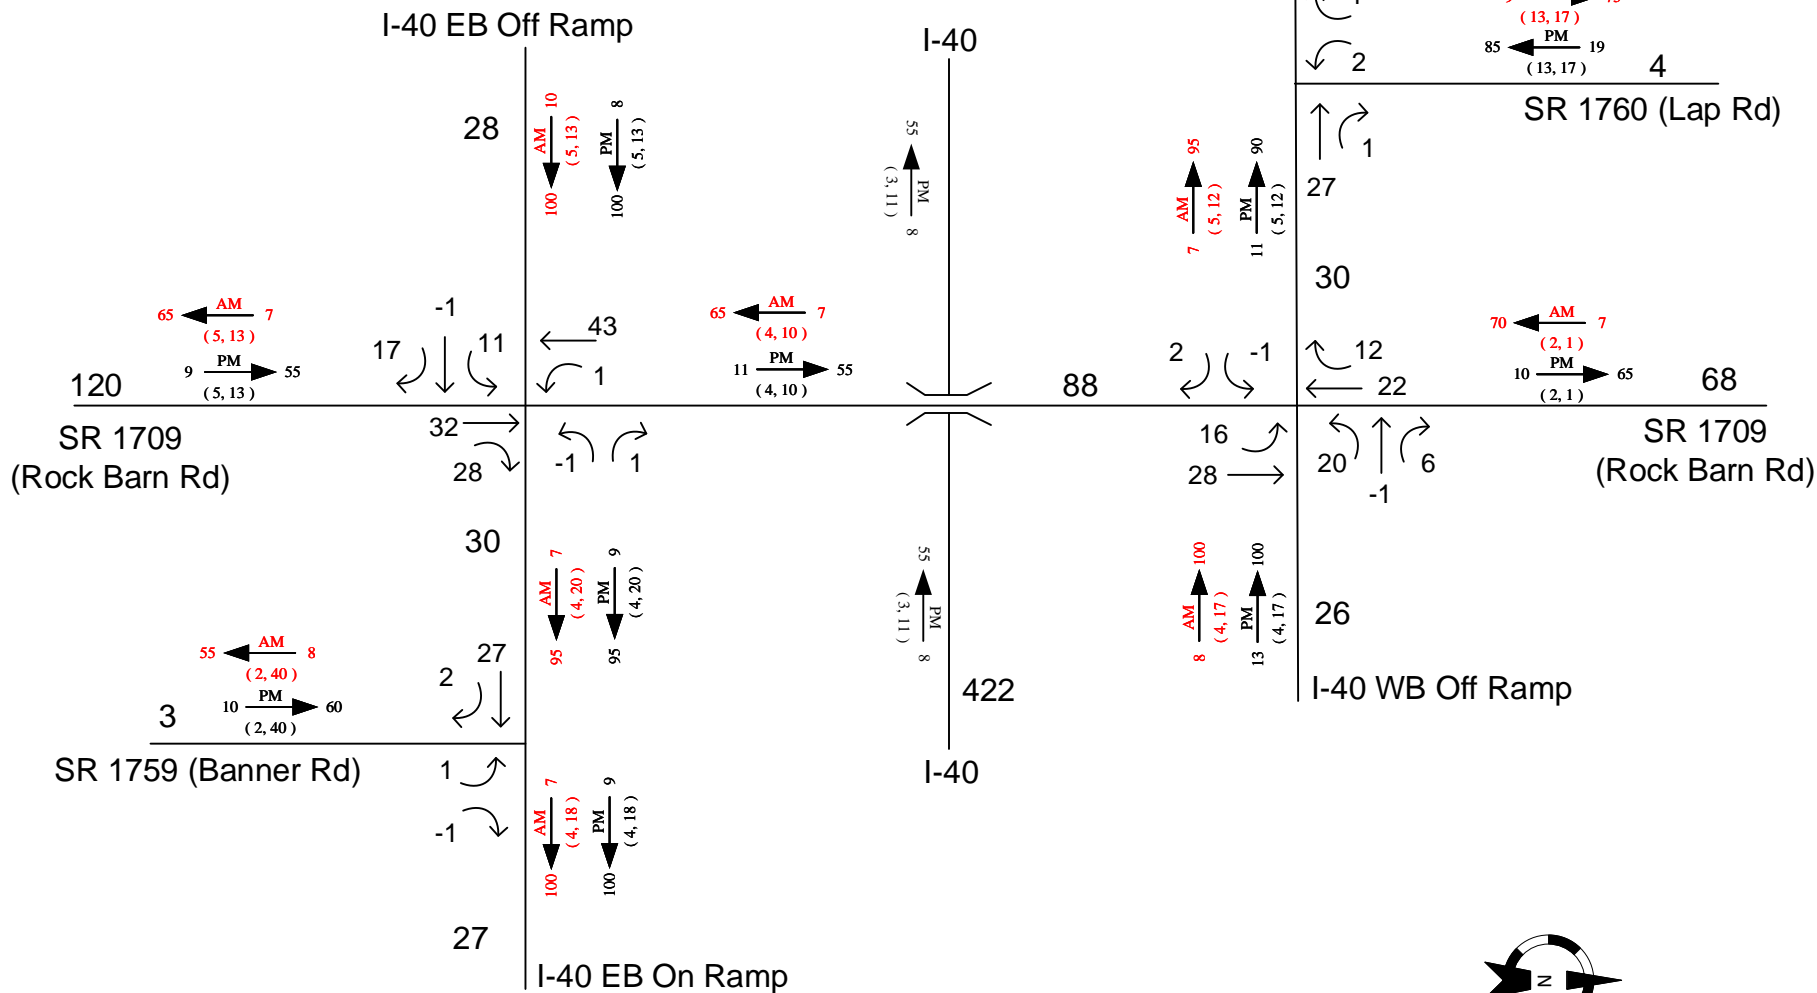 I-40 EB Off Ramp
I-40
( 13, 17 )
PM
85
19
( 13, 17 )
2
4
SR 1760 (Lap Rd)
28
10
AM
( 5, 13 )
100
8
PM
( 5, 13 )
100
55
PM
( 3, 11 )
8
95
AM
( 5, 12 )
7
90
PM
( 5, 12 )
11
1
27
30
AM
65
7
( 5, 13 )
PM
9
55
( 5, 13 )
-1
17
11
43
1
AM
65
7
( 4, 10 )
PM
11
55
( 4, 10 )
88
2
-1
12
22
AM
70
7
( 2, 1 )
PM
10
65
( 2, 1 )
68
120
SR 1709
(Rock Barn Rd)
32
28
-1
1
16
28
20
-1
6
SR 1709
(Rock Barn Rd)
30
7
AM
( 4, 20 )
95
9
PM
( 4, 20 )
95
55
PM
( 3, 11 )
8
100
AM
( 4, 17 )
8
100
PM
( 4, 17 )
13
26
AM
55
8
( 2, 40 )
PM
10
60
( 2, 40 )
3
2
27
422
I-40 WB Off Ramp
SR 1759 (Banner Rd)
1
-1
7
AM
( 4, 18 )
100
9
PM
( 4, 18 )
100
I-40
27
I-40 EB On Ramp
N